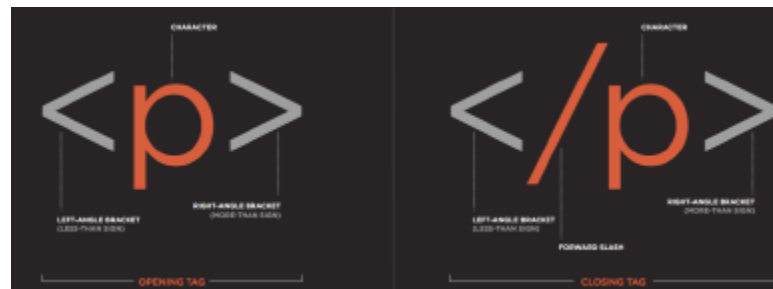 CHARACTER
<p>
LEFT-ANGLE BRACKET
(LESS-THAN SIGN)
RIGHT-ANGLE BRACKET
(MORE-THAN SIGN)
OPENING TAG
CHARACTER
</p>
LEFT-ANGLE BRACKET
(LESS-THAN SIGN)
RIGHT-ANGLE BRACKET
(MORE-THAN SIGN)
FORWARD SLASH
CLOSING TAG